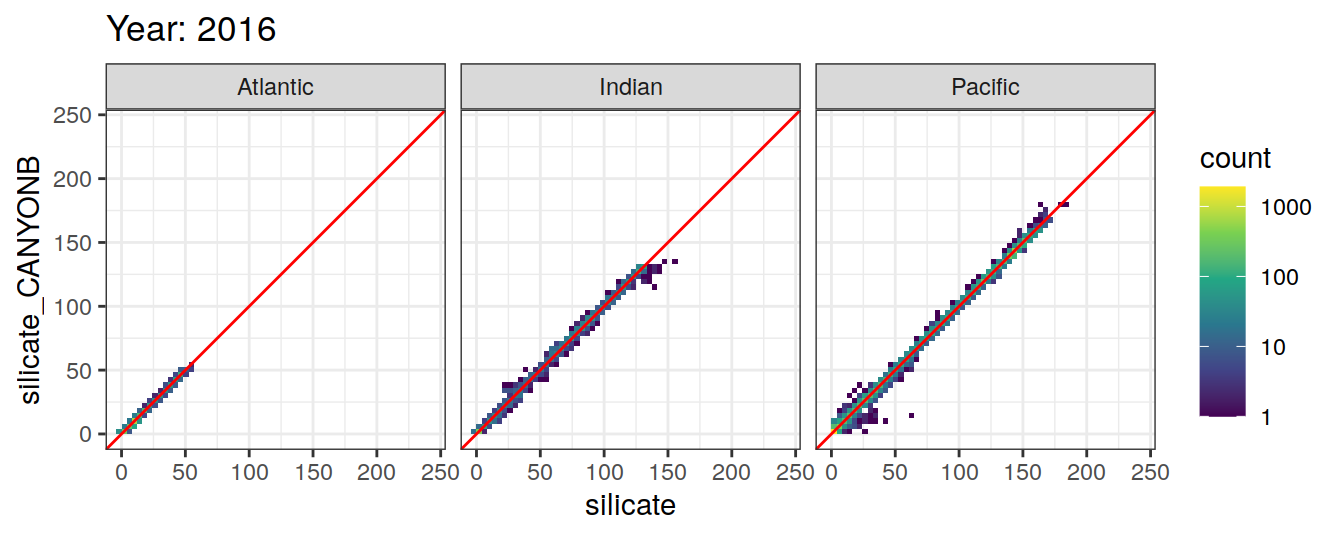 Year: 2016
Atlantic
Indian
Pacific
250
200
150
100
50
0
silicate_CANYONB
0 50 100 150 200 250
0 50 100 150 200 250
0 50 100 150 200 250
silicate
count
1000
100
10
1